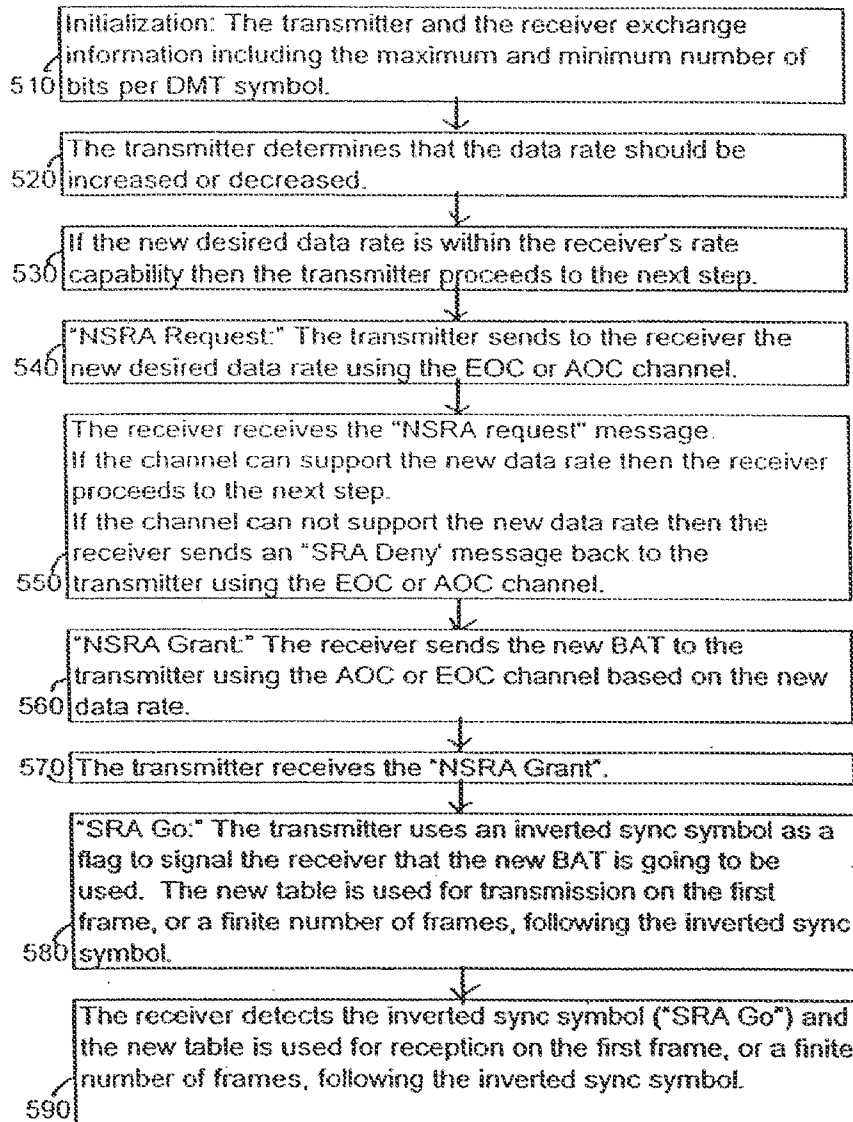 Initialization: The transmitter and the receiver exchange
information including the maximum and minimum number of
510 bits per DMT symbol.
The transmitter determines that the data rate should be
520 increased or decreased.
If the new desired data rate is within the receiver's rate
530 capability then the transmitter proceeds to the next step.
"NSRA Request:" The transmitter sends to the receiver the
540 new desired data rate using the EOC or AOC channel.
The receiver receives the "NSRA request" message.
If the channel can support the new data rate then the receiver
proceeds to the next step.
If the channel can not support the new data rate then the
receiver sends an "SRA Deny' message back to the
550 transmitter using the EOC or AOC channel.
"NSRA Grant:" The receiver sends the new BAT to the
transmitter using the AOC or EOC channel based on the new
560 data rate.
570 The transmitter receives the "NSRA Grant".
"SRA Go:" The transmitter uses an inverted sync symbol as a
flag to signal the receiver that the new BAT is going to be
used. The new table is used for transmission on the first
frame, or a finite number of frames, following the inverted sync
580 symbol.
The receiver detects the inverted sync symbol ("SRA Go") and
the new table is used for reception on the first frame, or a finite
number of frames, following the inverted sync symbol.
590